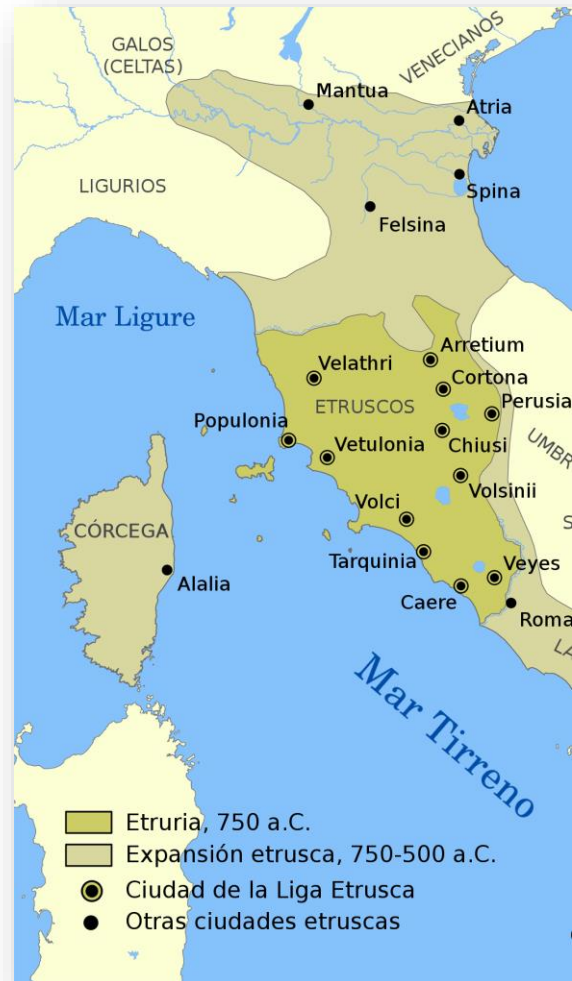 GALOS
(CELTAS)
VENECIANOS
Mantua
Atria
LIGURIOS
Spina
Felsina
Mar Ligure
Arretium
Velathri
Cortona
ETRUSCOS
Perusia
Populonia
Chiusi
Vetulonia
UMBR
Volsinii
Volci
S
CÓRCEGA
Tarquinia
Veyes
Alalia
Caere
Roma
LA
Mar Tirreno
Etruria, 750 a.C.
Expansión etrusca, 750-500 a.C.
Ciudad de la Liga Etrusca
Otras ciudades etruscas